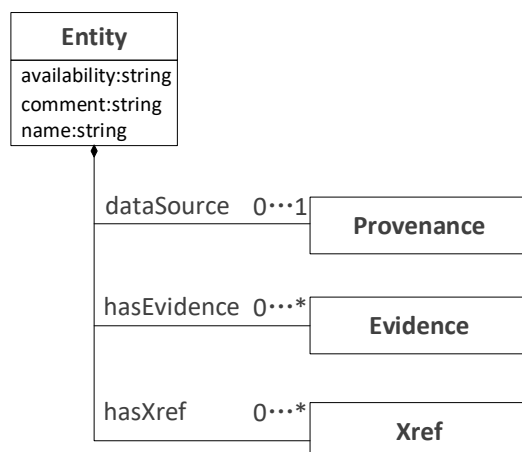 Entity
availability:string
comment:string
name:string
dataSource 0···1
Provenance
hasEvidence 0···*
Evidence
hasXref 0···*
Xref